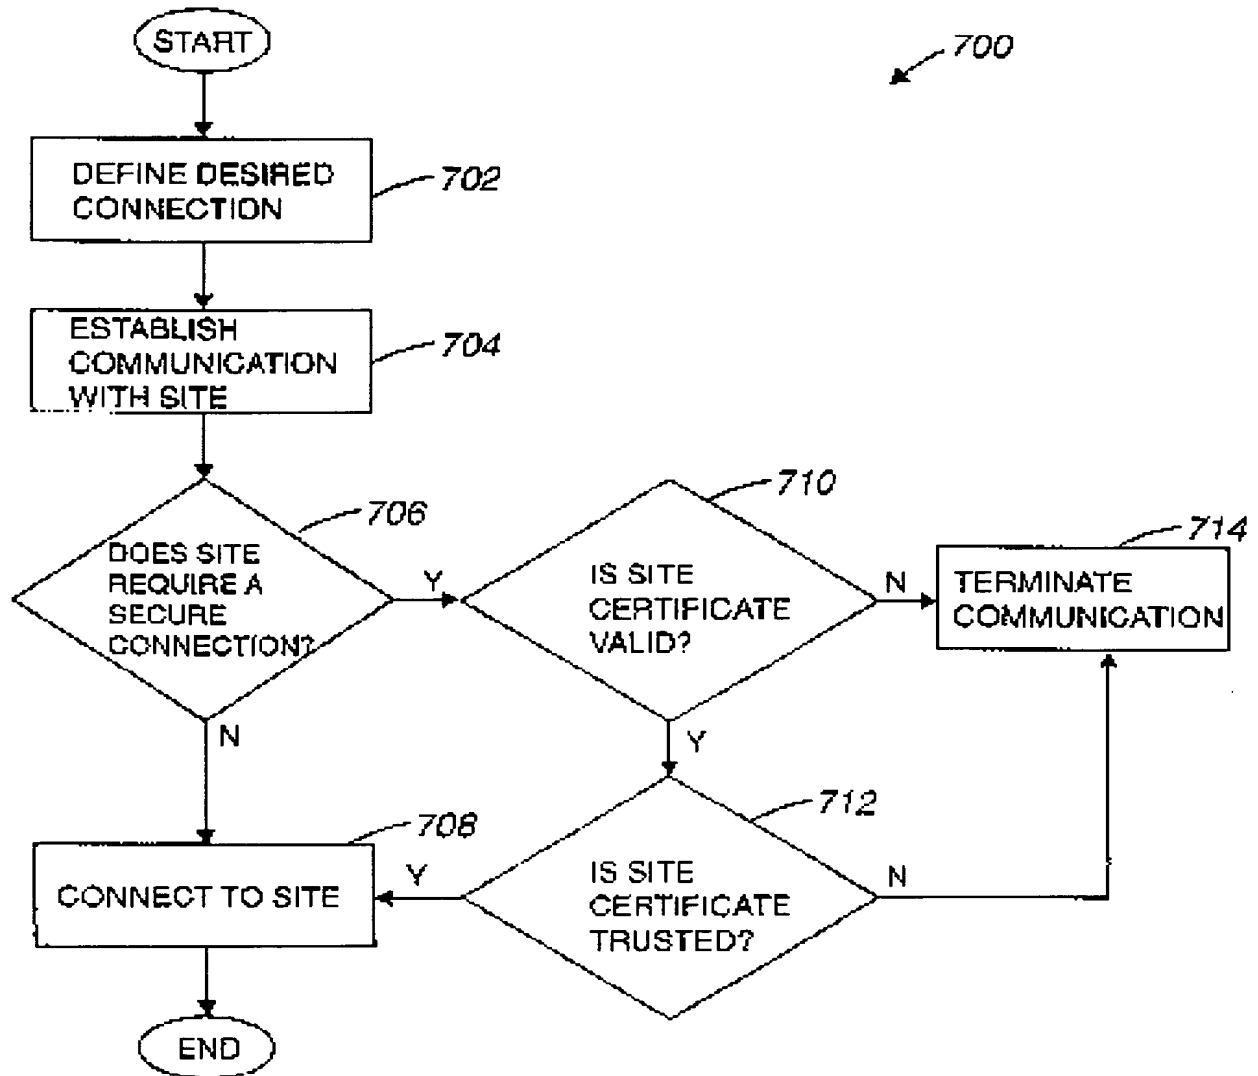 START
700
DEFINE DESIRED
CONNECTION
702
ESTABLISH
COMMUNICATION
WITH SITE
704
DOES SITE
REQUIRE A
SECURE
CONNECTION?
706
Y
N
IS SITE
CERTIFICATE
VALID?
710
N
Y
TERMINATE
COMMUNICATION
714
IS SITE
CERTIFICATE
TRUSTED?
712
Y
N
CONNECT TO SITE
708
END